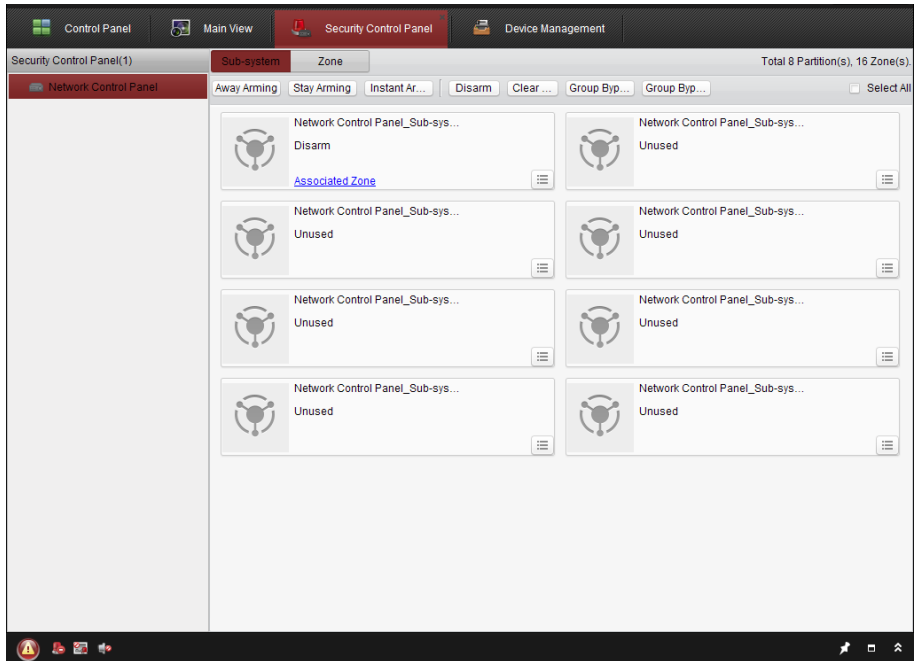 Control Panel Main View Security Control Panel Device Management
Security Control Panel(1) Sub-system Zone Total 8 Partition(s), 16 Zone(s).
Network Control Panel Away Arming Stay Arming Instant Ar... Disarm Clear ... Group Byp... Group Byp... Select All
Network Control Panel_Sub-sys... Network Control Panel_Sub-sys...
Disarm Unused
Associated Zone
Network Control Panel_Sub-sys... Network Control Panel_Sub-sys...
Unused Unused
Network Control Panel_Sub-sys... Network Control Panel_Sub-sys...
Unused Unused
Network Control Panel_Sub-sys... Network Control Panel_Sub-sys...
Unused Unused